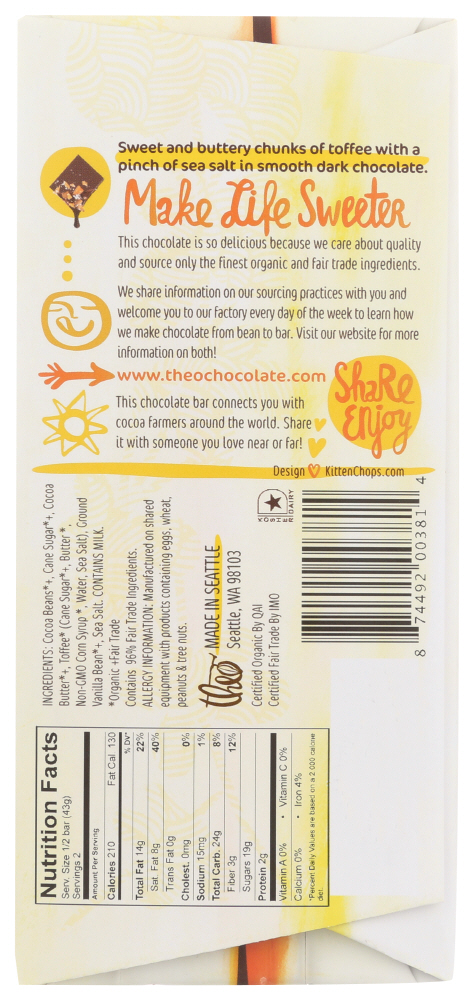 Sweet and buttery chunks of toffee with a
pinch of sea salt in smooth dark chocolate.
Make Life Sweeter
This chocolate is so delicious because we care about quality
and source only the finest organic and fair trade ingredients.
We share information on our sourcing practices with you and
welcome you to our factory every day of the week to learn how
we make chocolate from bean to bar. Visit our website for more
information on both!
www.theochocolate.com
This chocolate bar connects you with
cocoa farmers around the world. Share
it with someone you love near or far!
Share
Enjoy
Design KittenChops.com
INGREDIENTS: Cocoa Beans*+, Cane Sugar*+, Cocoa
Butter*+, Toffee* (Cane Sugar*+, Butter*,
Non-GMO Corn Syrup*, Water, Sea Salt), Ground
Vanilla Bean*+, Sea Salt. CONTAINS MILK.
*Organic +Fair Trade
Contains 96% Fair Trade Ingredients.
ALLERGY INFORMATION: Manufactured on shared
equipment with products containing eggs, wheat,
peanuts & tree nuts.
theo MADE IN SEATTLE
Seattle, WA 98103
Certified Organic By QAI
Certified Fair Trade By IMO
KOSHER DAIRY
8 74492 00381 4
Nutrition Facts
Serv. Size 1/2 bar (43g)
Servings 2
Amount Per Serving
Calories 210 Fat Cal 130
% DV*
Total Fat 14g 22%
Sat. Fat 8g 40%
Trans Fat 0g
Cholest. 0mg 0%
Sodium 15mg 1%
Total Carb. 24g 8%
Fiber 3g 12%
Sugars 19g
Protein 2g
Vitamin A 0% • Vitamin C 0%
Calcium 0% • Iron 4%
*Percent Daily Values are based on a 2,000 calorie
diet.